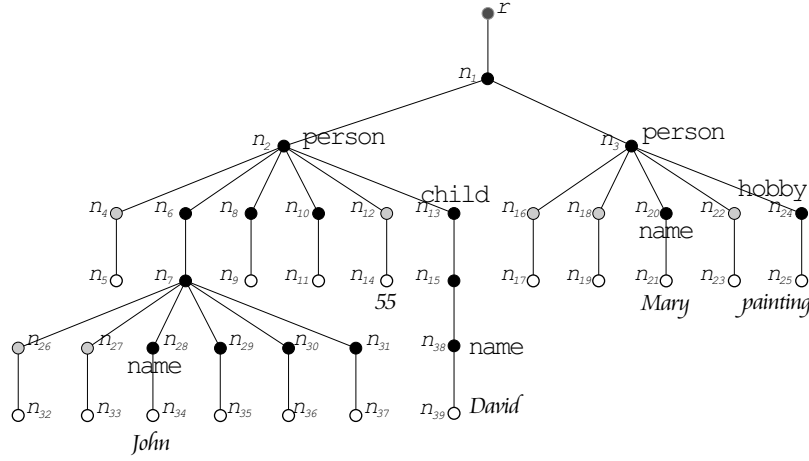 r
n₁
n₂ person n₃ person
child hobby
n₄ n₆ n₈ n₁₀ n₁₂ n₁₃ n₁₆ n₁₈ n₂₀ n₂₂ n₂₄
name
n₅ n₇ n₉ n₁₁ n₁₄ n₁₅ n₁₇ n₁₉ n₂₁ n₂₃ n₂₅
55 Mary painting
n₂₆ n₂₇ n₂₈ n₂₉ n₃₀ n₃₁ n₃₈ name
name
n₃₂ n₃₃ n₃₄ n₃₅ n₃₆ n₃₇ n₃₉ David
John